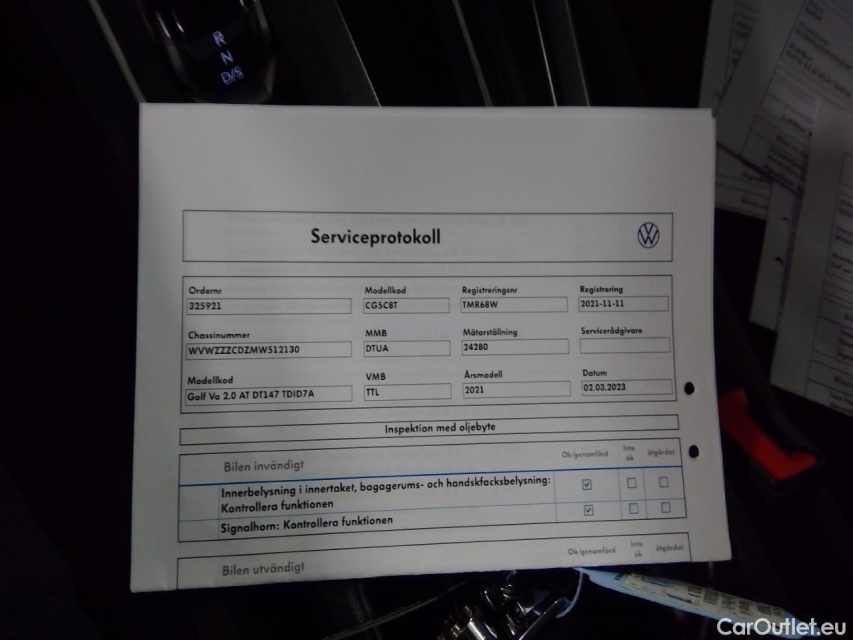 R
N
D/S
Serviceprotokoll
Ordernr Modellkod Registreringsnr Registrering
325921 CG5C8T TMR68W 2021-11-11
Chassinummer MMB Mätarställning Servicerådgivare
WVWZZZCDZMW512130 DTUA 24280
Modellkod VMB Årsmodell Datum
Golf Va 2.0 AT DT147 TDID7A TTL 2021 02.03.2023
Inspektion med oljebyte
Bilen invändigt Ok/genomförd Inte ok åtgärdat
Innerbelysning i innertaket, bagagerums- och handskfacksbelysning:
Kontrollera funktionen
Signalhorn: Kontrollera funktionen
Bilen utvändigt Ok/genomförd Inte ok åtgärdat
CarOutlet.eu